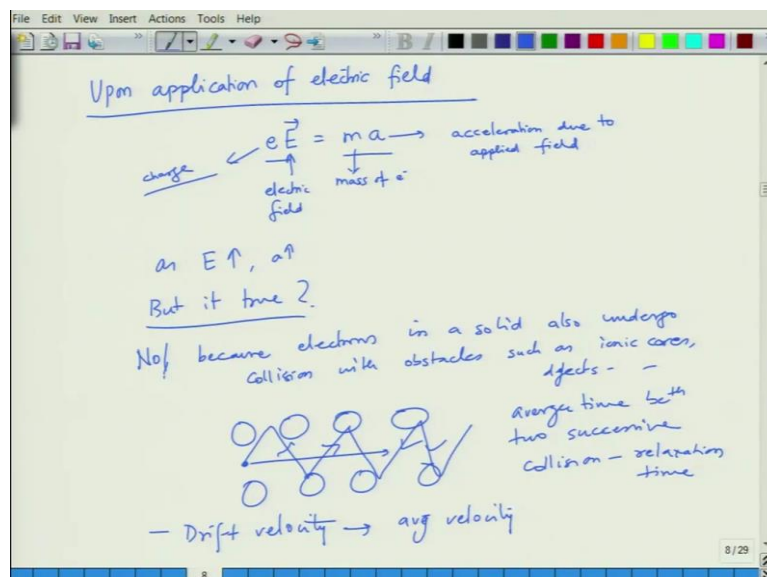 File Edit View Insert Actions Tools Help
Upon application of electric field
e E = m a → acceleration due to applied field
charge
electric field
mass of e⁻
as E↑, a↑
But it true ?
No, because electrons in a solid also undergo
collision with obstacles such as ionic cores,
defects - -
average time betn
two successive
collision – relaxation
time
– Drift velocity → avg velocity
8/29
8